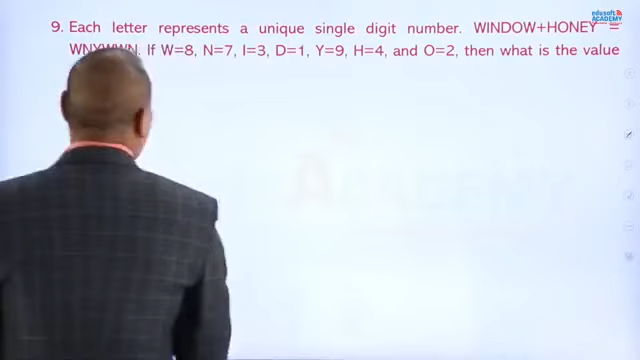 edusoft
ACADEMY
9. Each letter represents a unique single digit number. WINDOW+HONEY =
WNYWWN. If W=8, N=7, I=3, D=1, Y=9, H=4, and O=2, then what is the value
ACADEMY